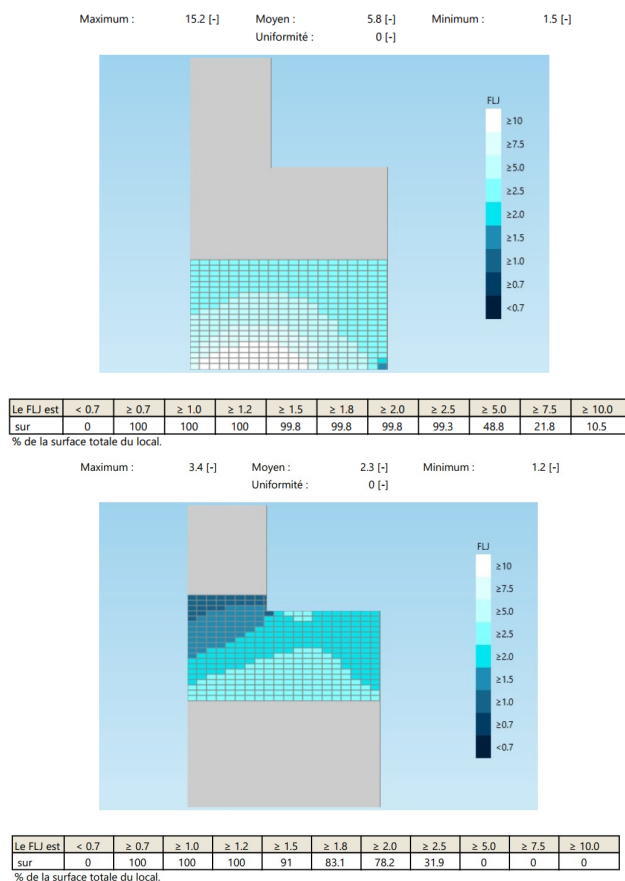 Maximum : 15.2 [-] Moyen : 5.8 [-] Minimum : 1.5 [-]
Uniformité : 0 [-]
FLJ
≥10
≥7.5
≥5.0
≥2.5
≥2.0
≥1.5
≥1.0
≥0.7
<0.7
Le FLJ est < 0.7 ≥ 0.7 ≥ 1.0 ≥ 1.2 ≥ 1.5 ≥ 1.8 ≥ 2.0 ≥ 2.5 ≥ 5.0 ≥ 7.5 ≥ 10.0
sur 0 100 100 100 99.8 99.8 99.8 99.3 48.8 21.8 10.5
% de la surface totale du local.
Maximum : 3.4 [-] Moyen : 2.3 [-] Minimum : 1.2 [-]
Uniformité : 0 [-]
FLJ
≥10
≥7.5
≥5.0
≥2.5
≥2.0
≥1.5
≥1.0
≥0.7
<0.7
Le FLJ est < 0.7 ≥ 0.7 ≥ 1.0 ≥ 1.2 ≥ 1.5 ≥ 1.8 ≥ 2.0 ≥ 2.5 ≥ 5.0 ≥ 7.5 ≥ 10.0
sur 0 100 100 100 91 83.1 78.2 31.9 0 0 0
% de la surface totale du local.